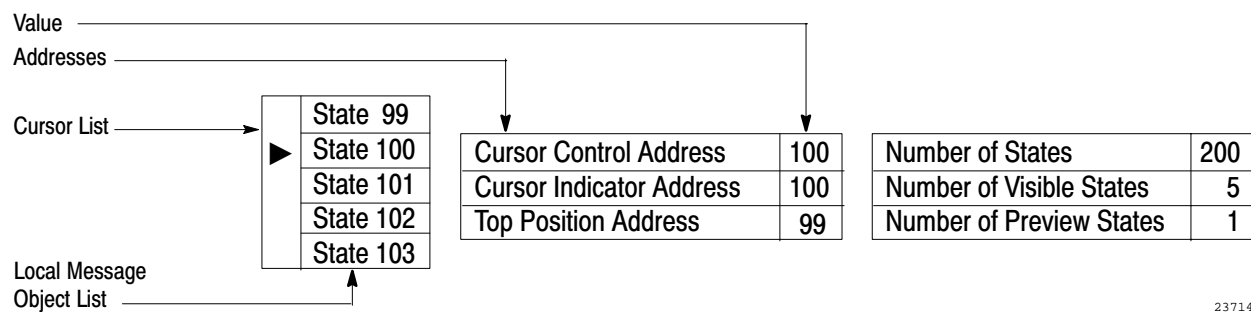 Value
Addresses
Cursor List
State 99
State 100
State 101
State 102
State 103
Cursor Control Address 100
Cursor Indicator Address 100
Top Position Address 99
Number of States 200
Number of Visible States 5
Number of Preview States 1
Local Message
Object List
23714